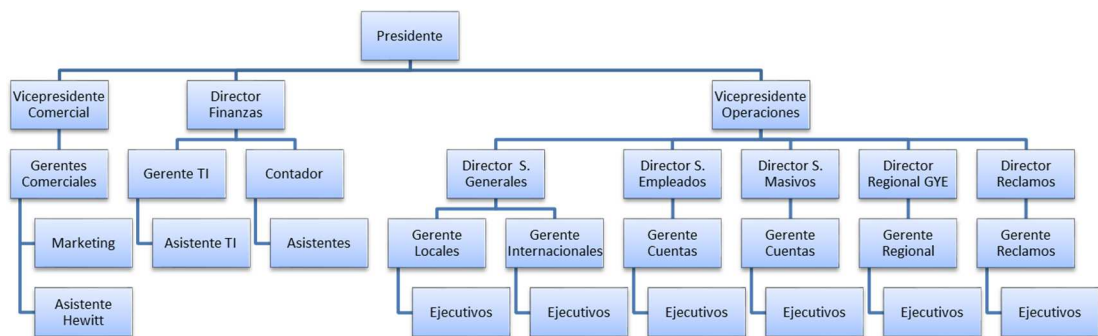 Presidente
Vicepresidente
Comercial
Director
Finanzas
Vicepresidente
Operaciones
Gerentes
Comerciales
Gerente TI
Contador
Director S.
Generales
Director S.
Empleados
Director S.
Masivos
Director
Regional GYE
Director
Reclamos
Marketing
Asistente TI
Asistentes
Gerente
Locales
Gerente
Internacionales
Gerente
Cuentas
Gerente
Cuentas
Gerente
Regional
Gerente
Reclamos
Asistente
Hewitt
Ejecutivos
Ejecutivos
Ejecutivos
Ejecutivos
Ejecutivos
Ejecutivos